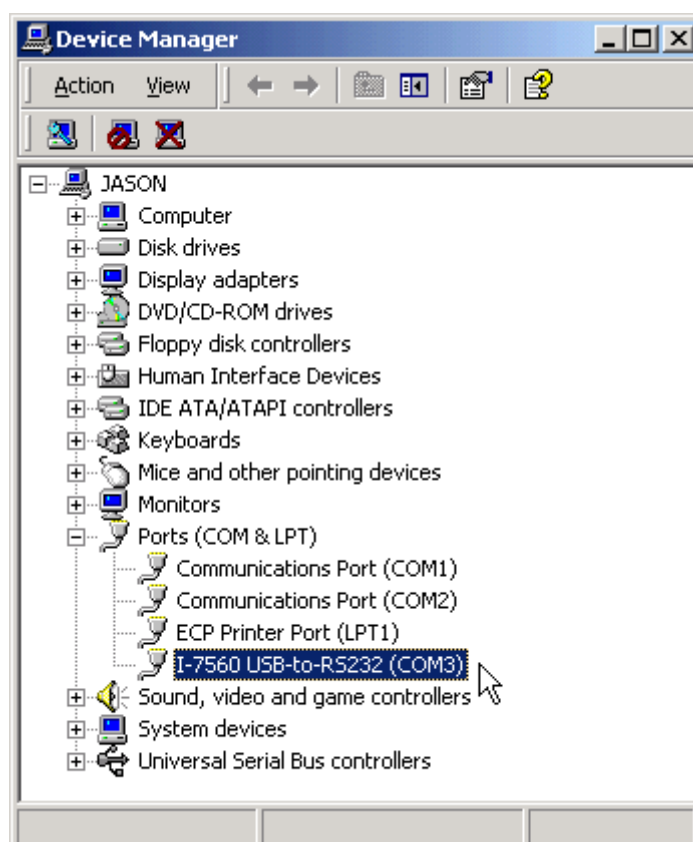 Device Manager
Action View
JASON
Computer
Disk drives
Display adapters
DVD/CD-ROM drives
Floppy disk controllers
Human Interface Devices
IDE ATA/ATAPI controllers
Keyboards
Mice and other pointing devices
Monitors
Ports (COM & LPT)
Communications Port (COM1)
Communications Port (COM2)
ECP Printer Port (LPT1)
I-7560 USB-to-RS232 (COM3)
Sound, video and game controllers
System devices
Universal Serial Bus controllers